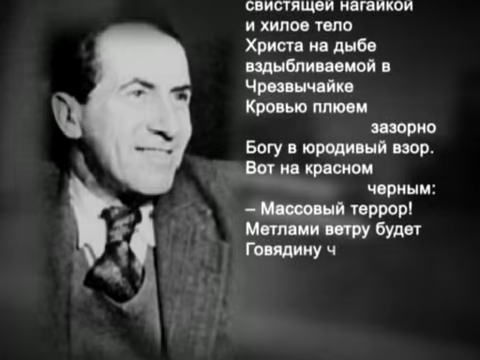 свистящей нагайкой
и хилое тело
Христа на дыбе
вздыбливаемой в
Чрезвычайке
Кровью плюем
зазорно
Богу в юродивый взор.
Вот на красном
черным:
– Массовый террор!
Метлами ветру будет
Говядину ч